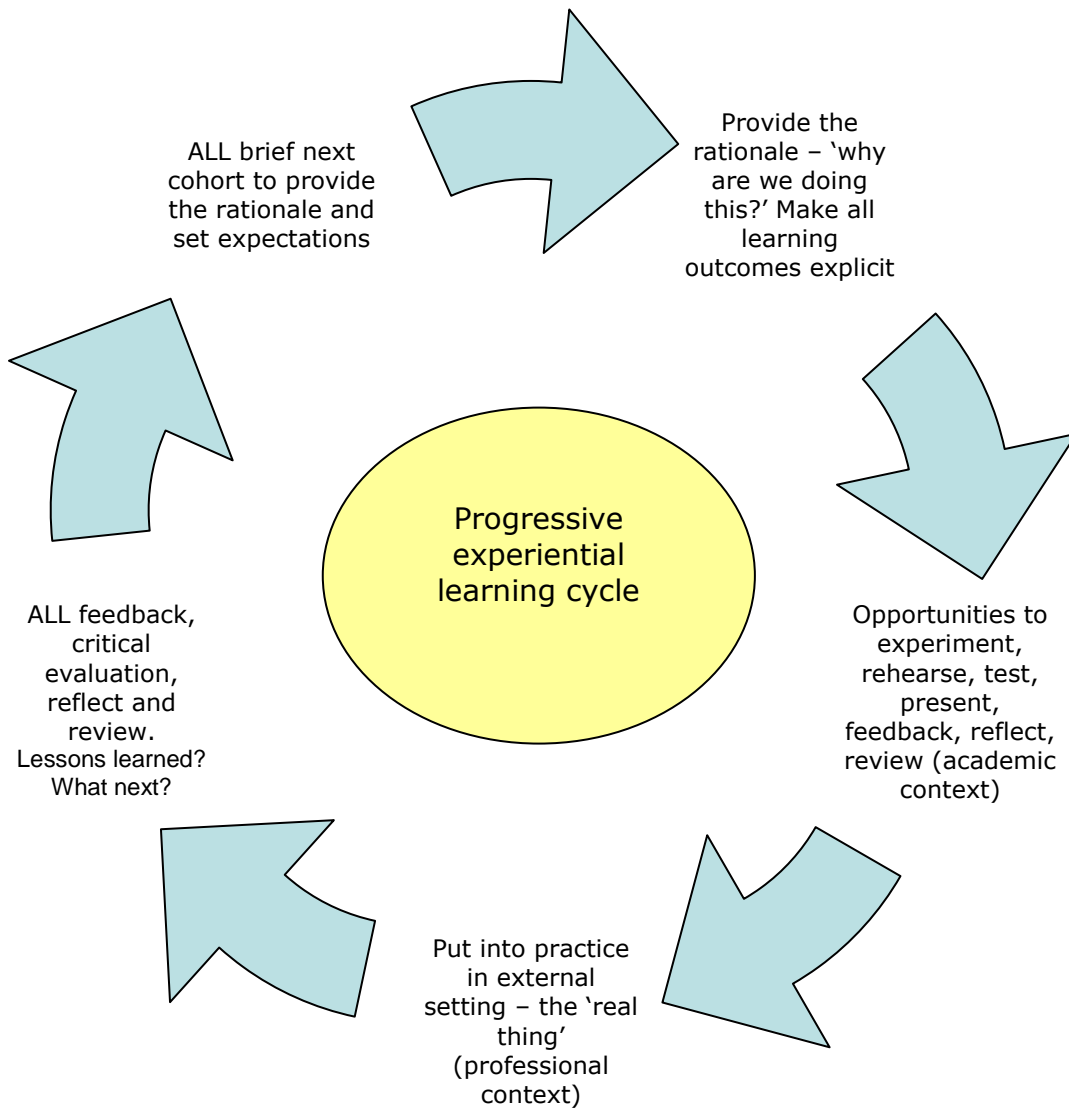 ALL brief next
cohort to provide
the rationale and
set expectations
Provide the
rationale – ‘why
are we doing
this?’ Make all
learning
outcomes explicit
Progressive
experiential
learning cycle
Opportunities to
experiment,
rehearse, test,
present,
feedback, reflect,
review (academic
context)
Put into practice
in external
setting – the ‘real
thing’
(professional
context)
ALL feedback,
critical
evaluation,
reflect and
review.
Lessons learned?
What next?